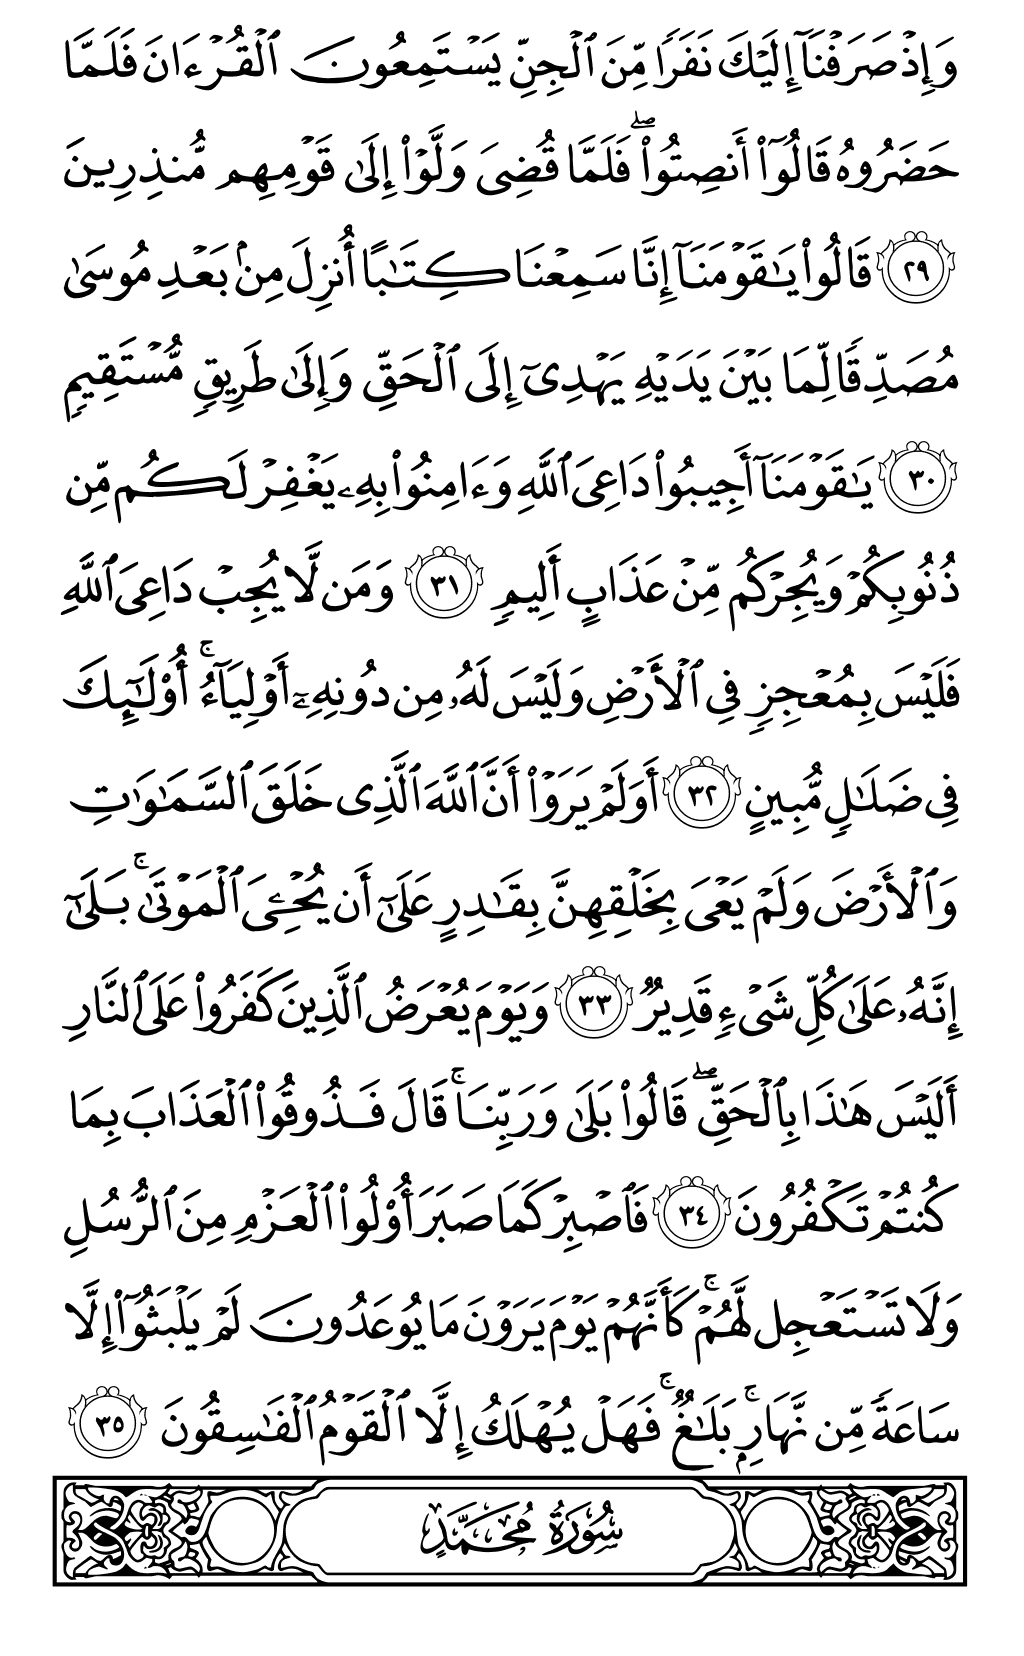 وَإِذۡ صَرَفۡنَآ إِلَيۡكَ نَفَرٗا مِّنَ ٱلۡجِنِّ يَسۡتَمِعُونَ ٱلۡقُرۡءَانَ فَلَمَّا
حَضَرُوهُ قَالُوٓاْ أَنصِتُواْۖ فَلَمَّا قُضِيَ وَلَّوۡاْ إِلَىٰ قَوۡمِهِم مُّنذِرِينَ
٢٩ قَالُواْ يَٰقَوۡمَنَآ إِنَّا سَمِعۡنَا كِتَٰبًا أُنزِلَ مِنۢ بَعۡدِ مُوسَىٰ
مُصَدِّقٗا لِّمَا بَيۡنَ يَدَيۡهِ يَهۡدِيٓ إِلَى ٱلۡحَقِّ وَإِلَىٰ طَرِيقٖ مُّسۡتَقِيمٖ
٣٠ يَٰقَوۡمَنَآ أَجِيبُواْ دَاعِيَ ٱللَّهِ وَءَامِنُواْ بِهِۦ يَغۡفِرۡ لَكُم مِّن
ذُنُوبِكُمۡ وَيُجِرۡكُم مِّنۡ عَذَابٍ أَلِيمٖ ٣١ وَمَن لَّا يُجِبۡ دَاعِيَ ٱللَّهِ
فَلَيۡسَ بِمُعۡجِزٖ فِي ٱلۡأَرۡضِ وَلَيۡسَ لَهُۥ مِن دُونِهِۦٓ أَوۡلِيَآءُۚ أُوْلَٰٓئِكَ
فِي ضَلَٰلٖ مُّبِينٍ ٣٢ أَوَلَمۡ يَرَوۡاْ أَنَّ ٱللَّهَ ٱلَّذِي خَلَقَ ٱلسَّمَٰوَٰتِ
وَٱلۡأَرۡضَ وَلَمۡ يَعۡيَ بِخَلۡقِهِنَّ بِقَٰدِرٍ عَلَىٰٓ أَن يُحۡـِۧيَ ٱلۡمَوۡتَىٰۚ بَلَىٰٓ
إِنَّهُۥ عَلَىٰ كُلِّ شَيۡءٖ قَدِيرٞ ٣٣ وَيَوۡمَ يُعۡرَضُ ٱلَّذِينَ كَفَرُواْ عَلَى ٱلنَّارِ
أَلَيۡسَ هَٰذَا بِٱلۡحَقِّۖ قَالُواْ بَلَىٰ وَرَبِّنَاۚ قَالَ فَذُوقُواْ ٱلۡعَذَابَ بِمَا
كُنتُمۡ تَكۡفُرُونَ ٣٤ فَٱصۡبِرۡ كَمَا صَبَرَ أُوْلُواْ ٱلۡعَزۡمِ مِنَ ٱلرُّسُلِ
وَلَا تَسۡتَعۡجِل لَّهُمۡۚ كَأَنَّهُمۡ يَوۡمَ يَرَوۡنَ مَا يُوعَدُونَ لَمۡ يَلۡبَثُوٓاْ إِلَّا
سَاعَةٗ مِّن نَّهَارِۭۚ بَلَٰغٞۚ فَهَلۡ يُهۡلَكُ إِلَّا ٱلۡقَوۡمُ ٱلۡفَٰسِقُونَ ٣٥
سُورَةُ مُحَمَّدٍ